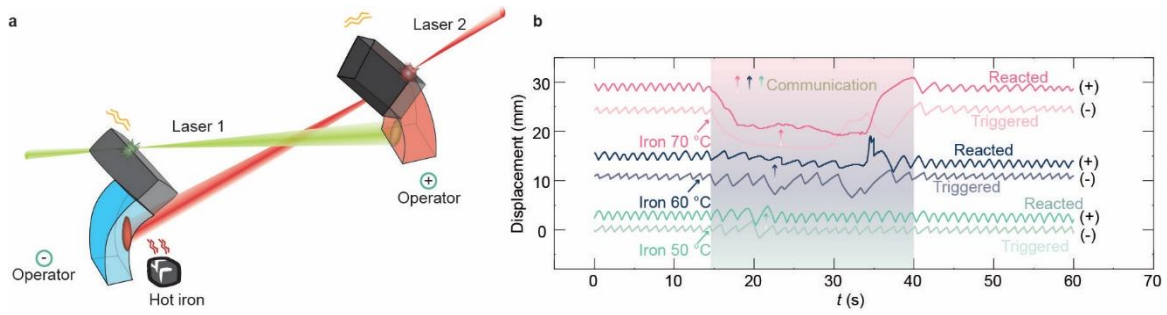 a
Laser 2
Laser 1
+
Operator
-
Operator
Hot iron
b
Displacement (mm)
30
20
10
0
Communication
Reacted
(+)
(-)
Triggered
Iron 70 °C
Reacted
(+)
(-)
Triggered
Iron 60 °C
Reacted
(+)
(-)
Iron 50 °C
Triggered
0
10
20
30
40
50
60
70
t (s)